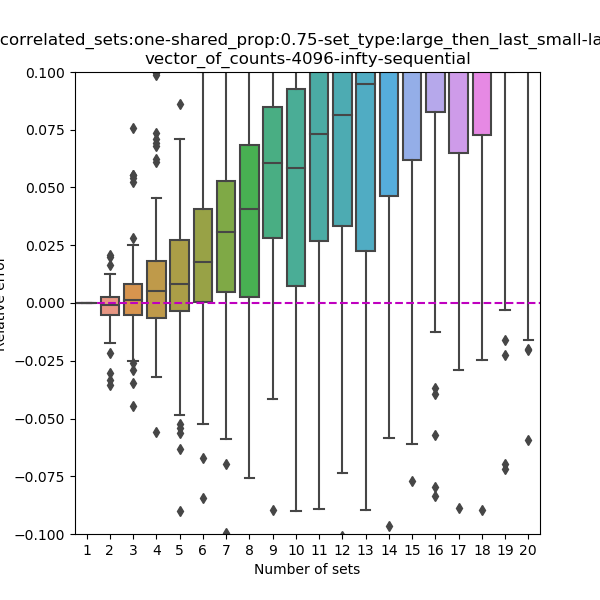 correlated_sets:one-shared_prop:0.75-set_type:large_then_last_small-la
vector_of_counts-4096-infty-sequential
0.100
0.075
0.050
0.025
0.000
−0.025
−0.050
−0.075
−0.100
Relative error
1 2 3 4 5 6 7 8 9 10 11 12 13 14 15 16 17 18 19 20
Number of sets